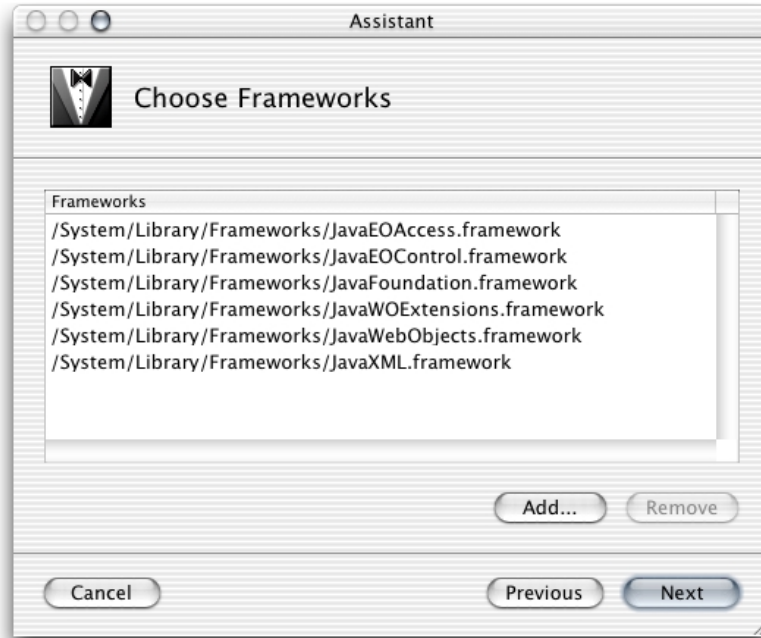 Assistant
Choose Frameworks
Frameworks
/System/Library/Frameworks/JavaEOAccess.framework
/System/Library/Frameworks/JavaEOControl.framework
/System/Library/Frameworks/JavaFoundation.framework
/System/Library/Frameworks/JavaWOExtensions.framework
/System/Library/Frameworks/JavaWebObjects.framework
/System/Library/Frameworks/JavaXML.framework
Add... Remove
Cancel Previous Next